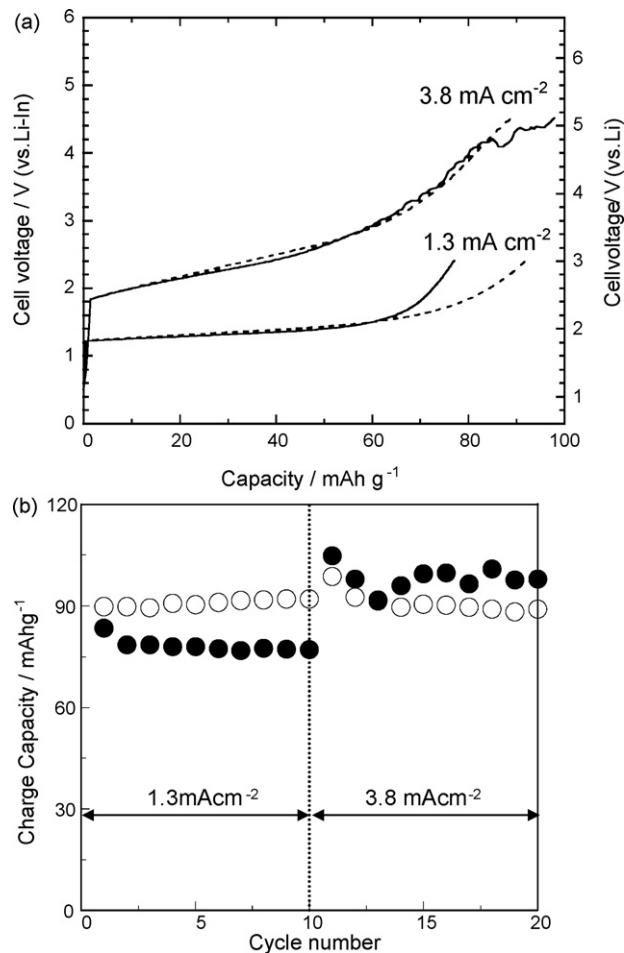 (a)
6
5
4
3
2
1
0
Cell voltage / V (vs.Li-In)
6
5
4
3
2
1
Cell voltage/V (vs.Li)
3.8 mA cm-2
1.3 mA cm-2
0 20 40 60 80 100
Capacity / mAh g-1
(b)
120
90
60
30
0
Charge Capacity / mAhg-1
1.3mAcm-2 3.8 mAcm-2
0 5 10 15 20
Cycle number